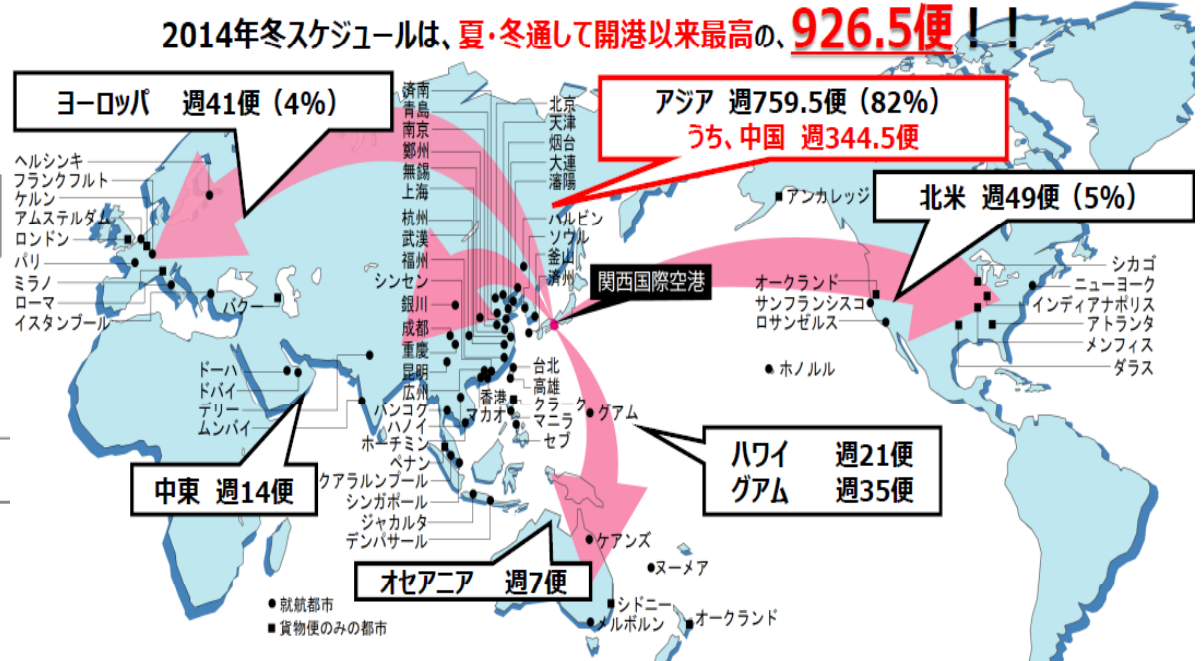 2014年冬スケジュールは、夏・冬通して開港以来最高の、926.5便！！
ヨーロッパ 週41便（4%）
アジア 週759.5便（82%）
うち、中国 週344.5便
北米 週49便（5%）
ヘルシンキ
フランクフルト
ケルン
アムステルダム
ロンドン
パリ
ミラノ
ローマ
イスタンブール
バクー
済南
青島
南京
鄭州
無錫
上海
杭州
武漢
福州
シンセン
銀川
成都
重慶
昆明
広州
バンコク
ハノイ
ホーチミン
ペナン
クアラルンプール
シンガポール
ジャカルタ
デンパサール
北京
天津
烟台
大連
瀋陽
ハルビン
ソウル
釜山
済州
関西国際空港
台北
高雄
香港
クラーク
マカオ
マニラ
セブ
グアム
ドーハ
ドバイ
デリー
ムンバイ
中東 週14便
アンカレッジ
オークランド
サンフランシスコ
ロサンゼルス
ホノルル
シカゴ
ニューヨーク
インディアナポリス
アトランタ
メンフィス
ダラス
ハワイ 週21便
グアム 週35便
オセアニア 週7便
ケアンズ
ヌーメア
シドニー
メルボルン
オークランド
●就航都市
■貨物便のみの都市